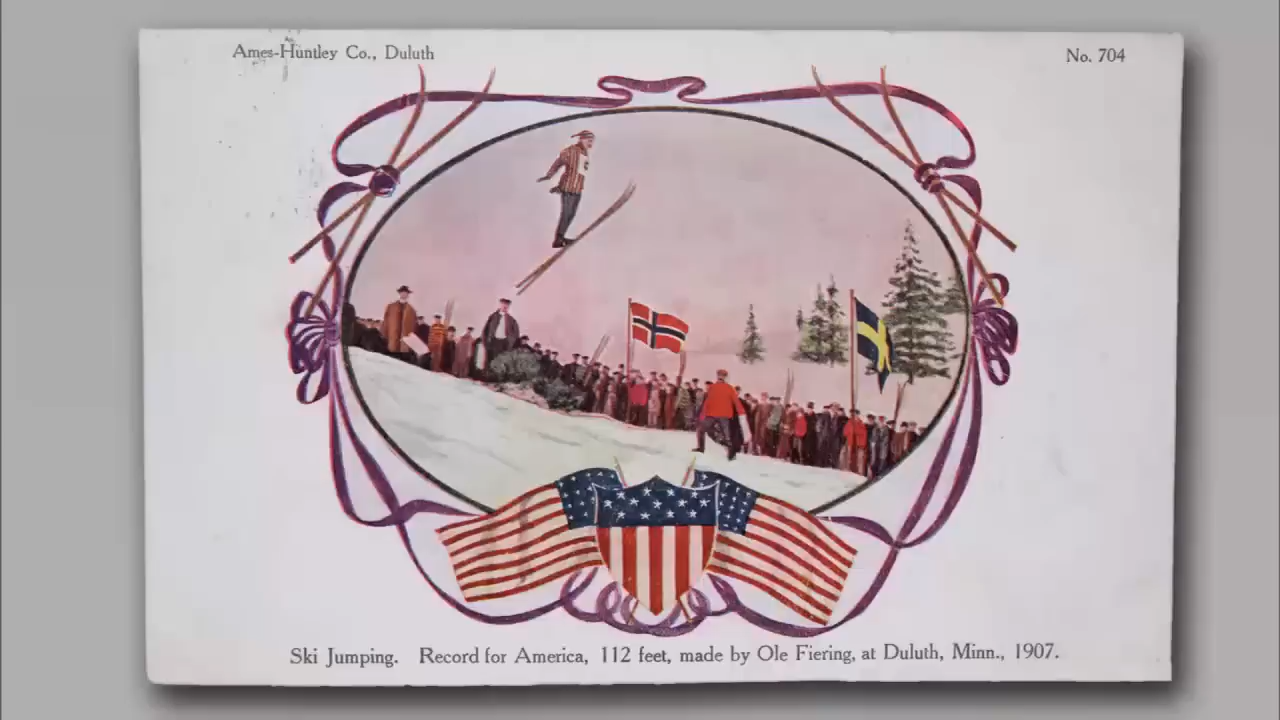 Ames-Huntley Co., Duluth
No. 704
Ski Jumping. Record for America, 112 feet, made by Ole Fiering, at Duluth, Minn., 1907.